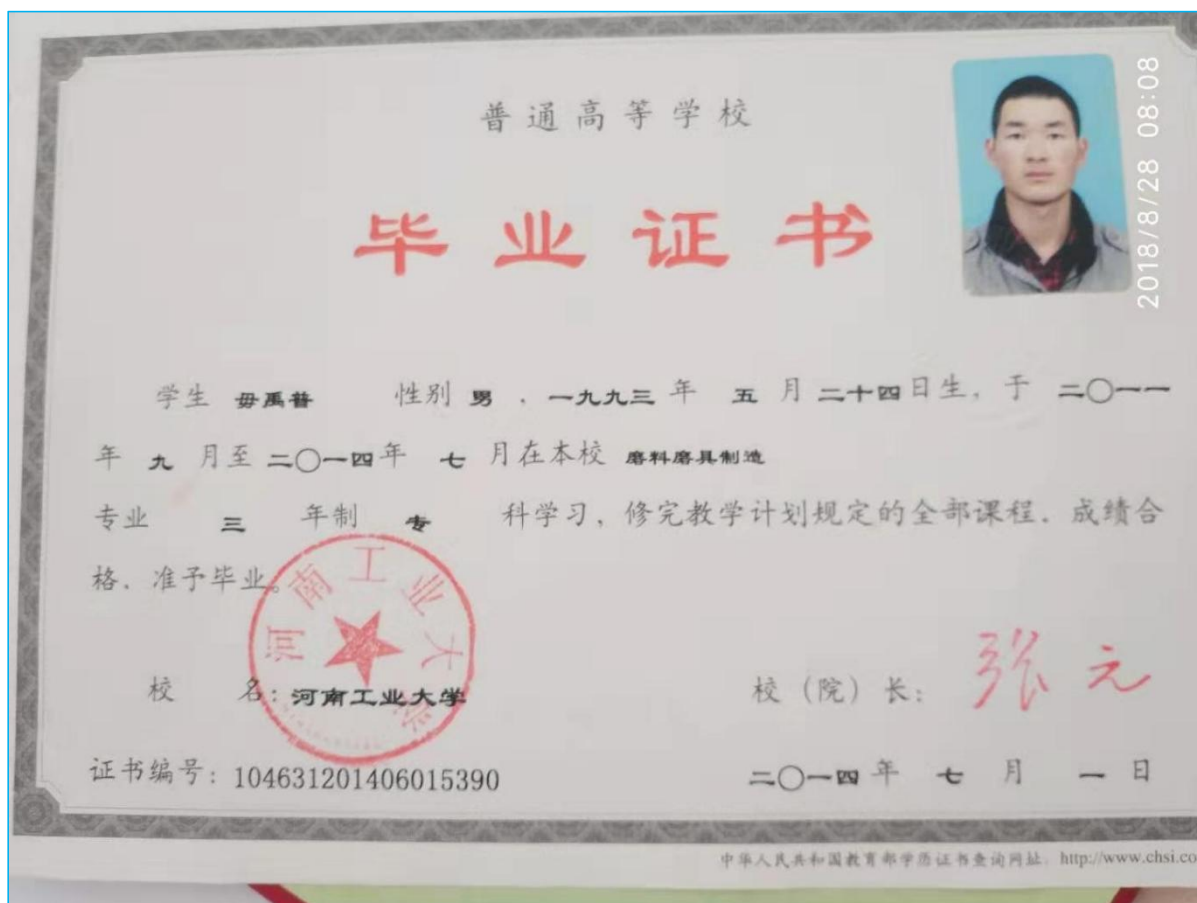 普通高等学校
毕业证书
2018/8/28 08:08
学生 毋禹普 性别 男 ，一九九三 年 五 月 二十四日生，于 二〇一一
年 九 月至 二〇一四年 七 月在本校 磨料磨具制造
专业 三 年制 专 科学习，修完教学计划规定的全部课程，成绩合
格，准予毕业。
河南工业大学
校 名：河南工业大学 校（院）长：张元
证书编号：104631201406015390 二〇一四年 七 月 一 日
中华人民共和国教育部学历证书查询网址：http://www.chsi.co